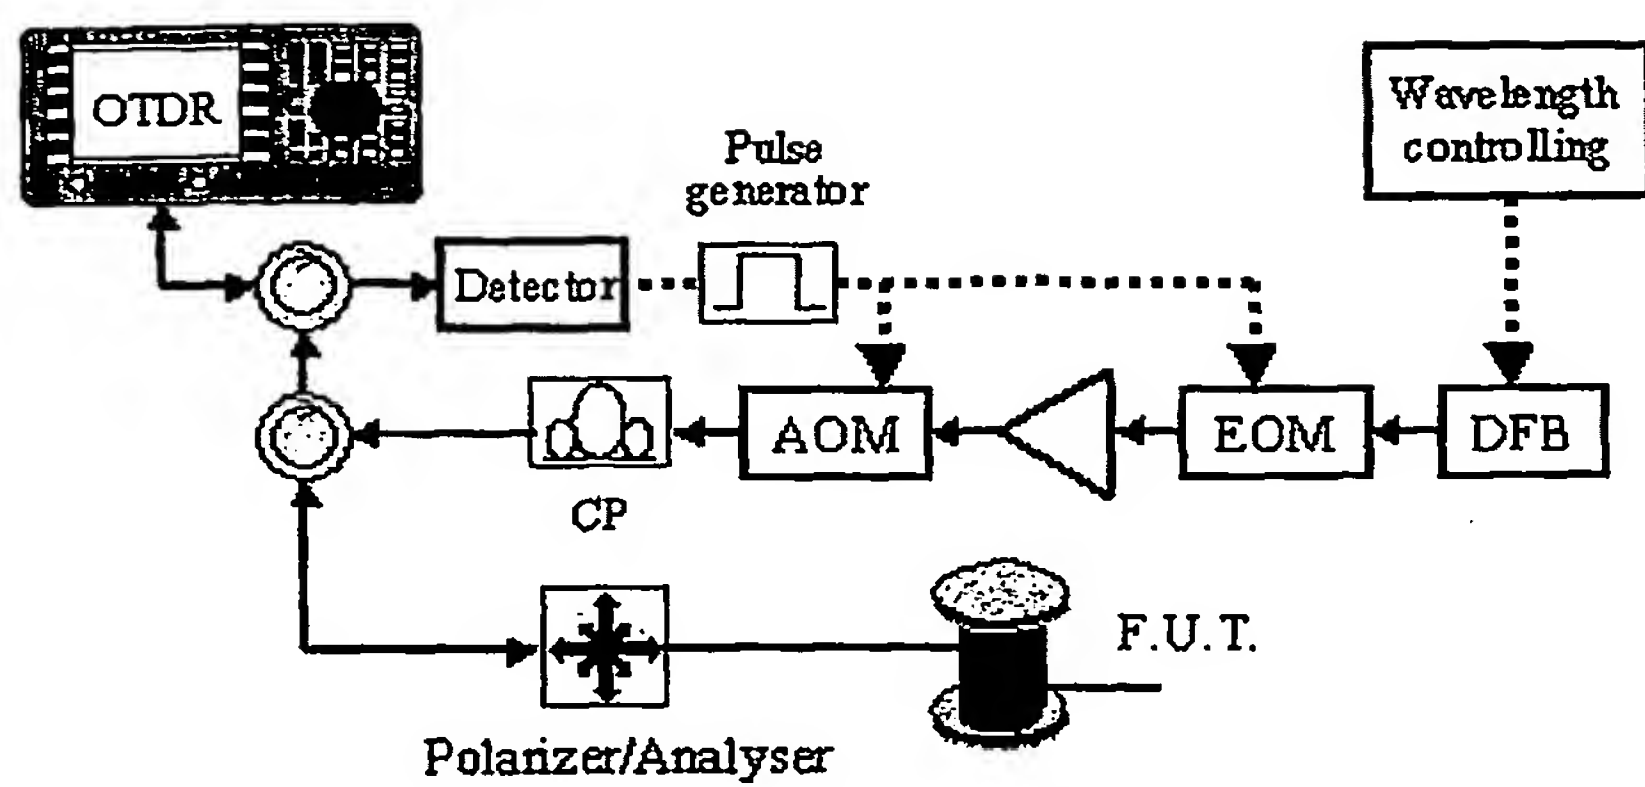 OTDR
Wavelength
controlling
Pulse
generator
Detector
AOM
EOM
DFB
CP
F.U.T.
Polarizer/Analyser